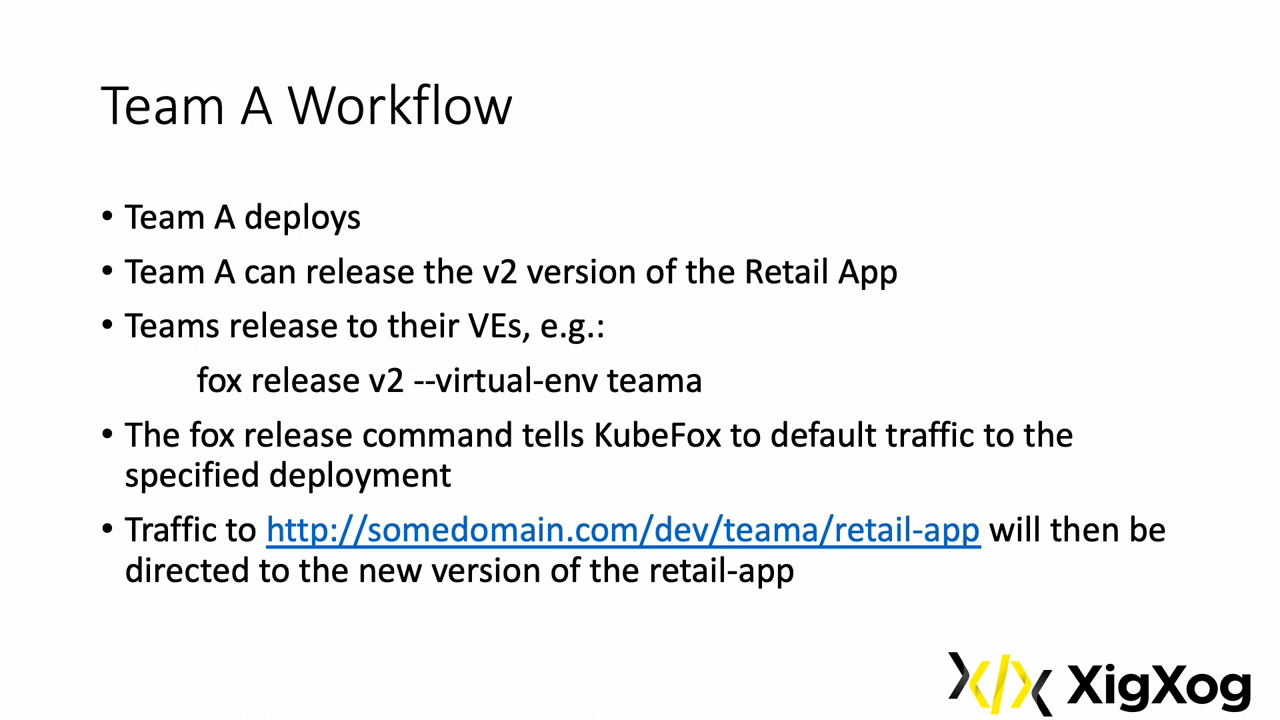 Team A Workflow
• Team A deploys
• Team A can release the v2 version of the Retail App
• Teams release to their VEs, e.g.:
fox release v2 --virtual-env teama
• The fox release command tells KubeFox to default traffic to the
specified deployment
• Traffic to http://somedomain.com/dev/teama/retail-app will then be
directed to the new version of the retail-app
XigXog